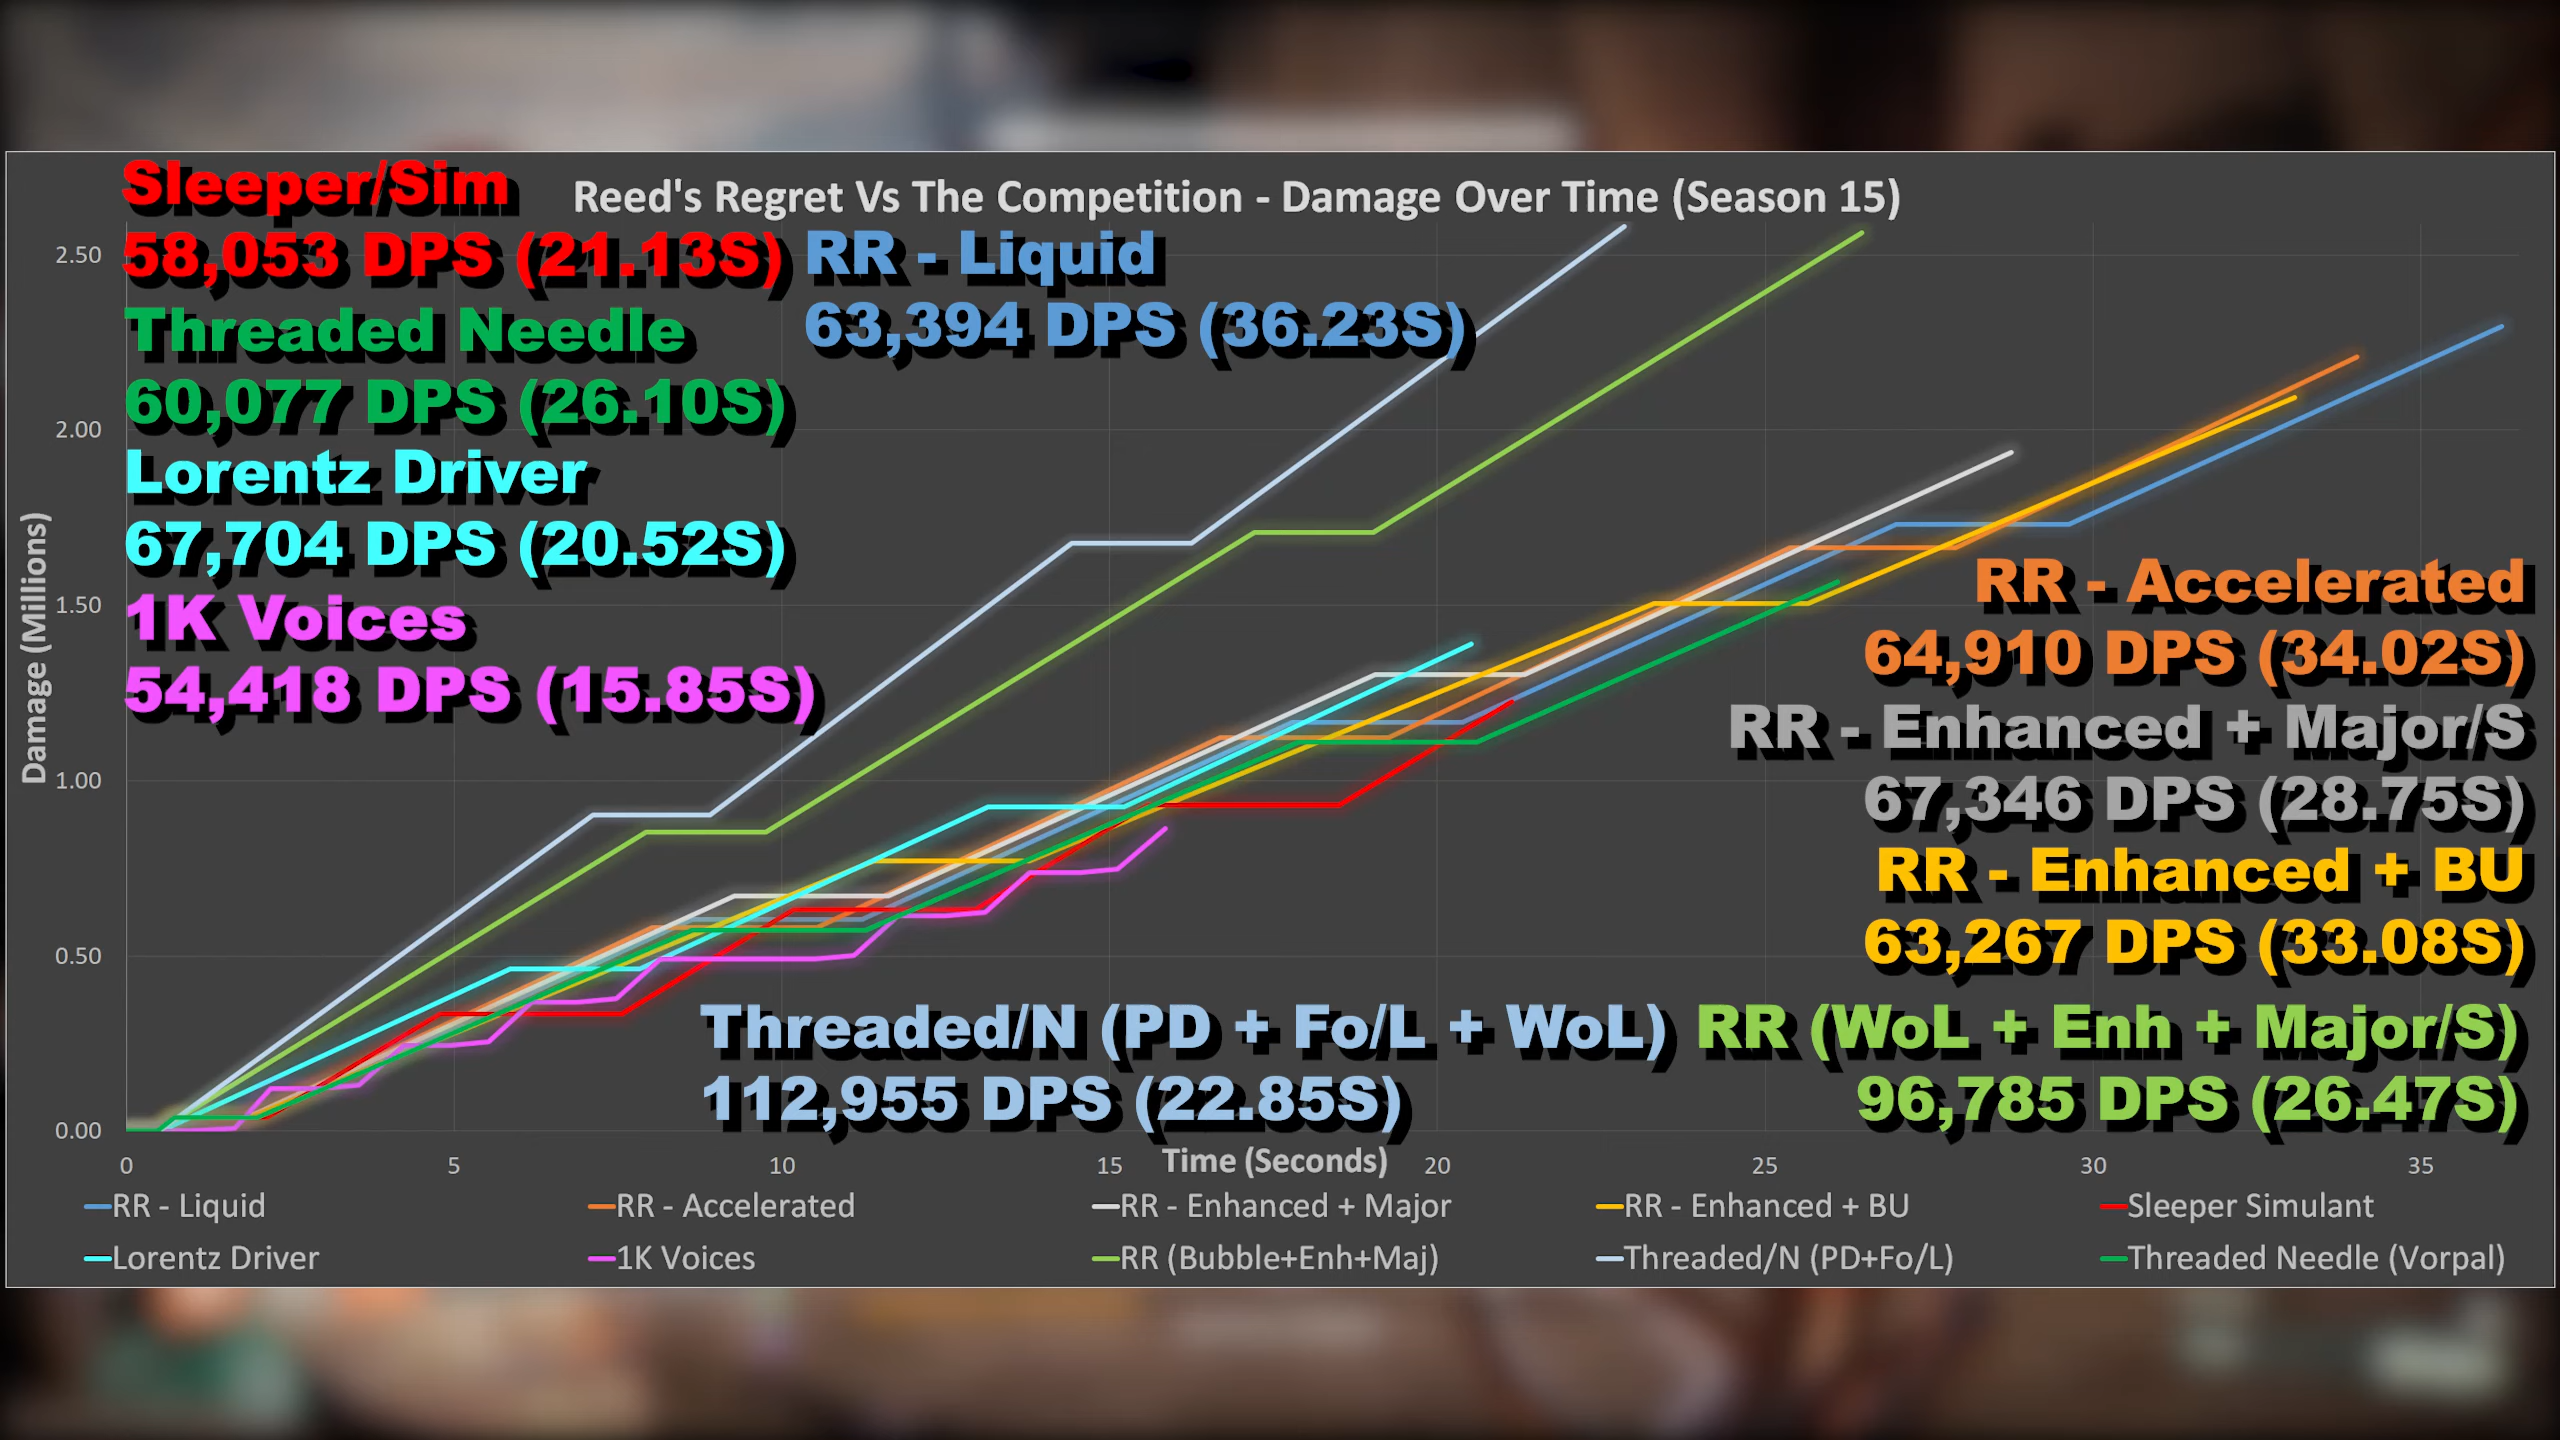 Reed's Regret Vs The Competition - Damage Over Time (Season 15)
Sleeper/Sim
58,053 DPS (21.13S)
Threaded Needle
60,077 DPS (26.10S)
Lorentz Driver
67,704 DPS (20.52S)
1K Voices
54,418 DPS (15.85S)
RR - Liquid
63,394 DPS (36.23S)
RR - Accelerated
64,910 DPS (34.02S)
RR - Enhanced + Major/S
67,346 DPS (28.75S)
RR - Enhanced + BU
63,267 DPS (33.08S)
Threaded/N (PD + Fo/L + WoL)
112,955 DPS (22.85S)
RR (WoL + Enh + Major/S)
96,785 DPS (26.47S)
Damage (Millions)
2.50
2.00
1.50
1.00
0.50
0.00
0 5 10 15 20 25 30 35
Time (Seconds)
RR - Liquid RR - Accelerated RR - Enhanced + Major RR - Enhanced + BU Sleeper Simulant
Lorentz Driver 1K Voices RR (Bubble+Enh+Maj) Threaded/N (PD+Fo/L) Threaded Needle (Vorpal)